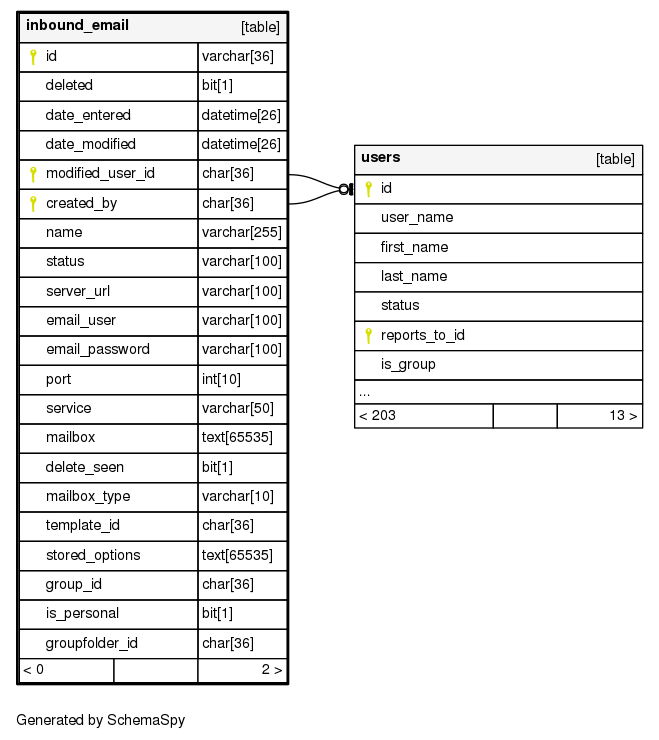 inbound_email [table]
id varchar[36]
deleted bit[1]
date_entered datetime[26]
date_modified datetime[26]
modified_user_id char[36]
created_by char[36]
name varchar[255]
status varchar[100]
server_url varchar[100]
email_user varchar[100]
email_password varchar[100]
port int[10]
service varchar[50]
mailbox text[65535]
delete_seen bit[1]
mailbox_type varchar[10]
template_id char[36]
stored_options text[65535]
group_id char[36]
is_personal bit[1]
groupfolder_id char[36]
< 0 2 >
users [table]
id
user_name
first_name
last_name
status
reports_to_id
is_group
...
< 203 13 >
Generated by SchemaSpy